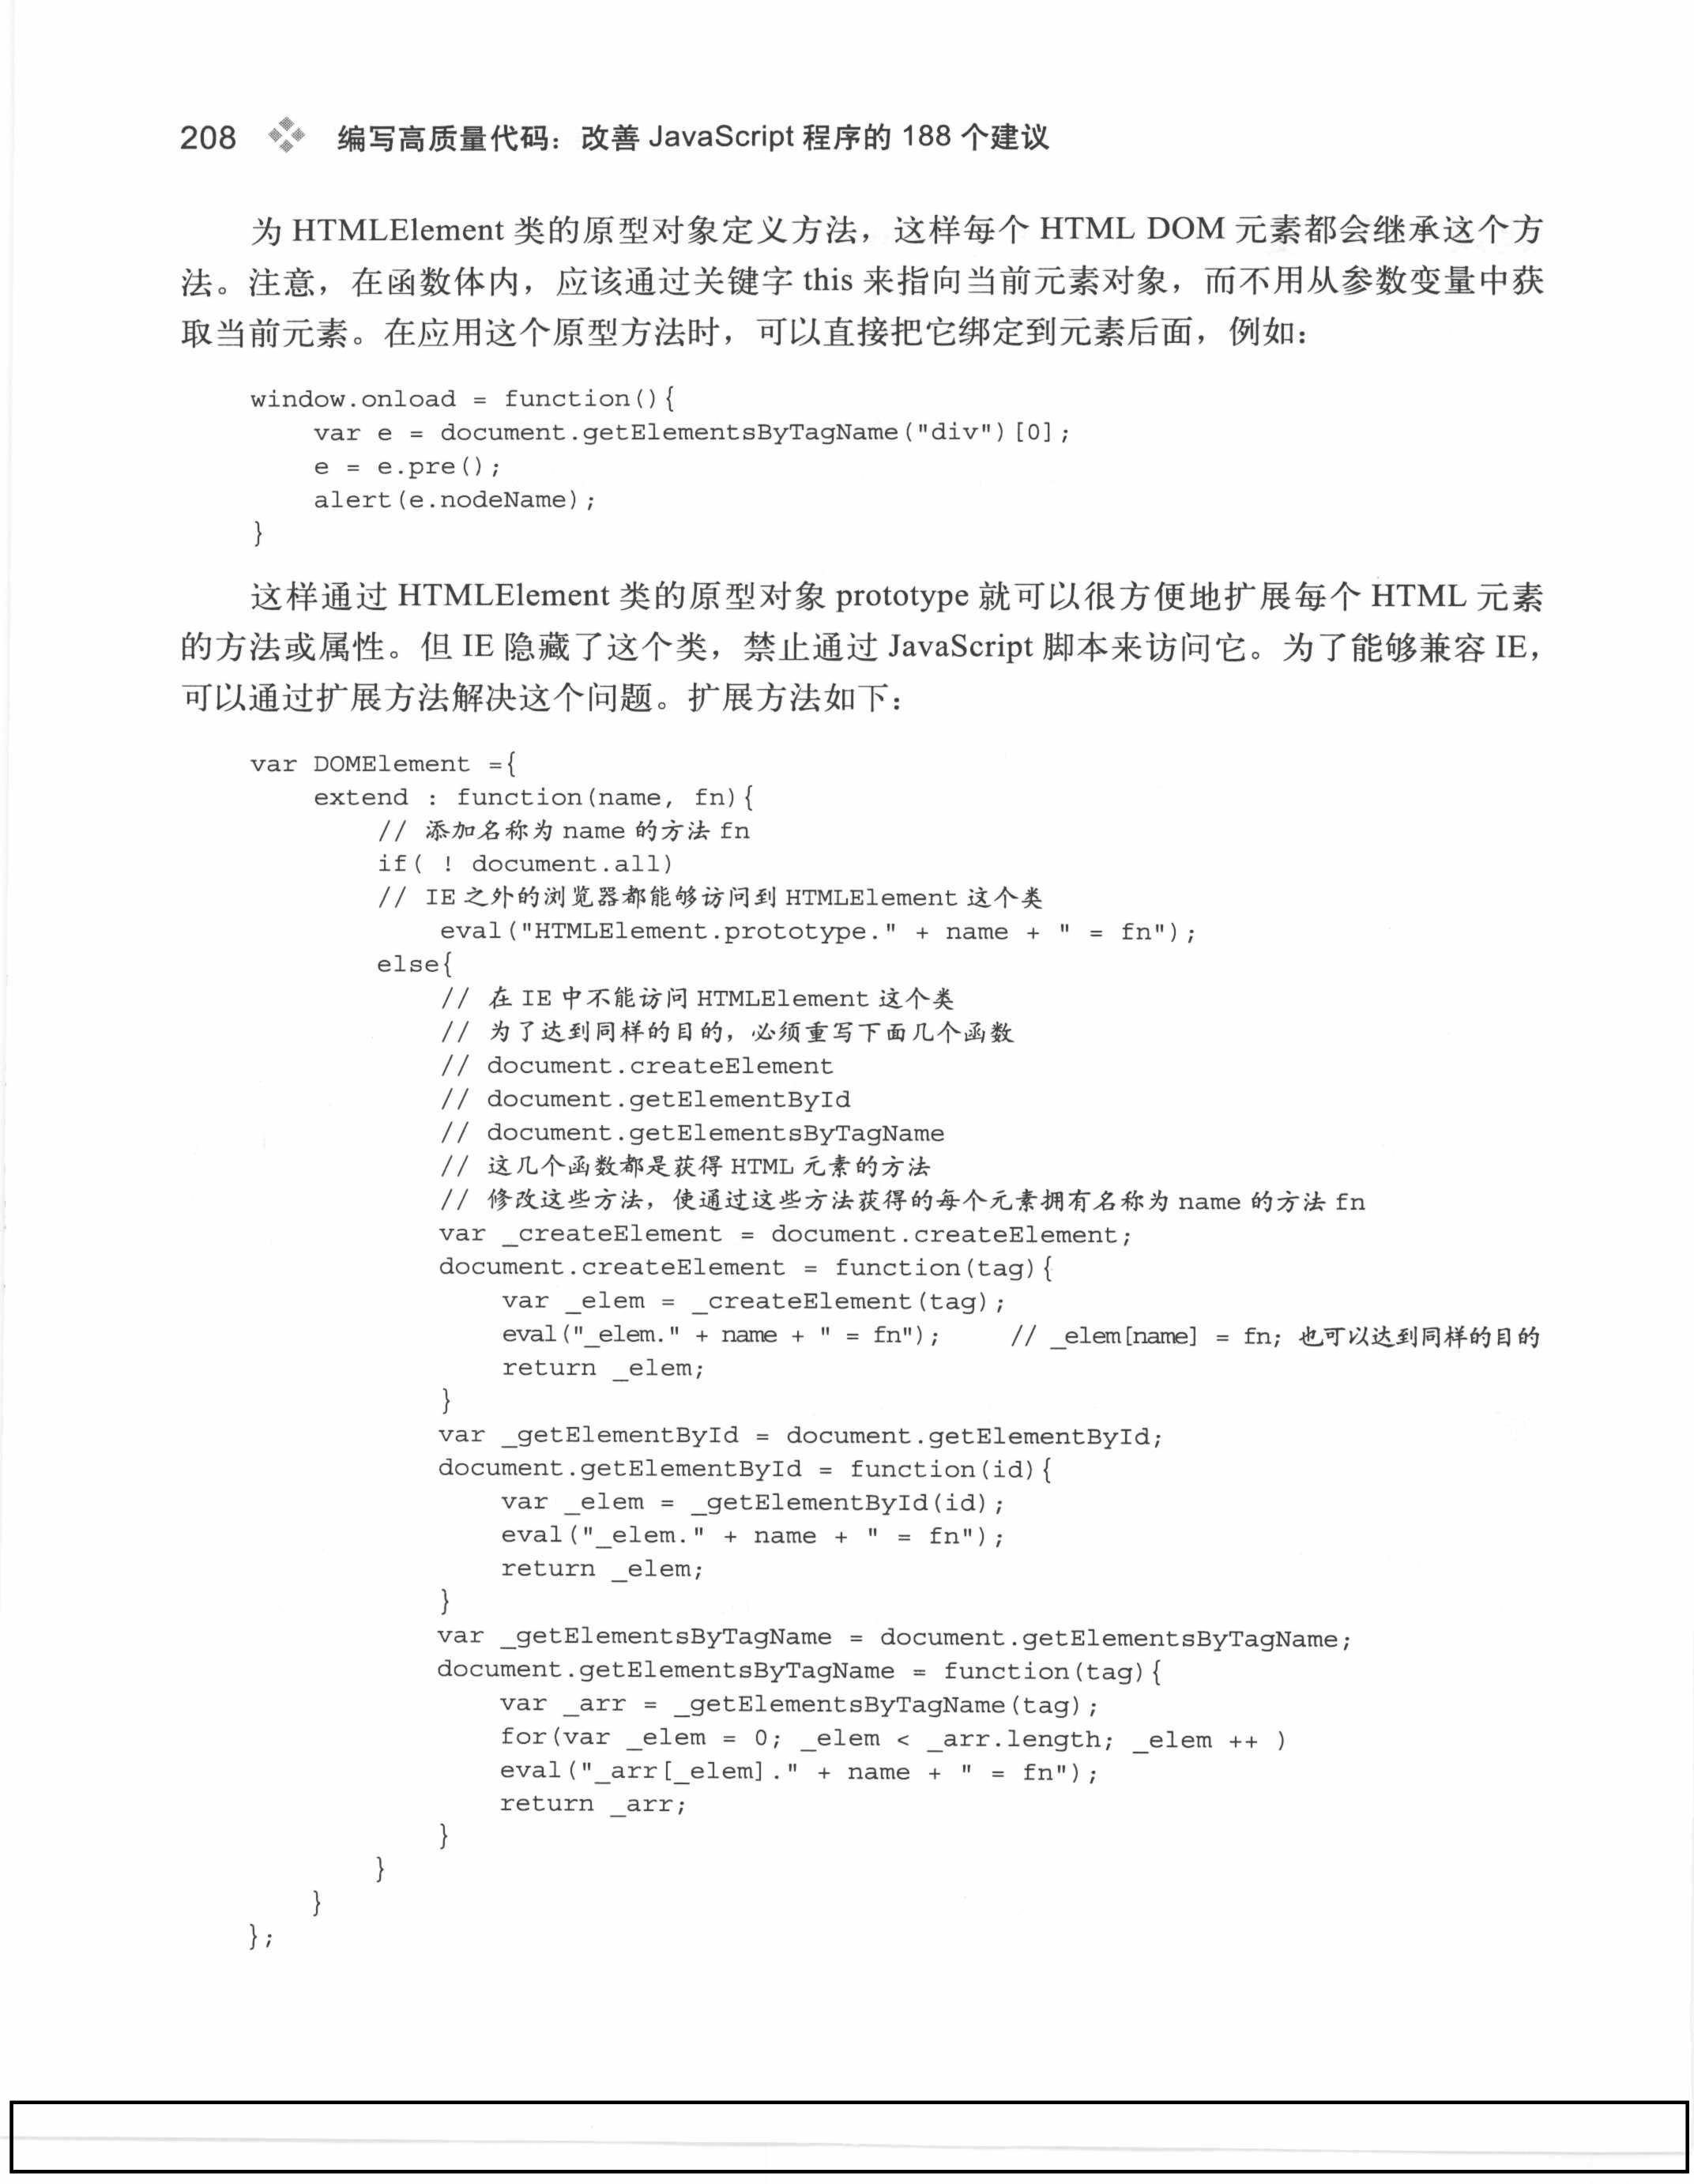 208 编写高质量代码：改善 JavaScript 程序的 188 个建议
为 HTMLElement 类的原型对象定义方法，这样每个 HTML DOM 元素都会继承这个方
法。注意，在函数体内，应该通过关键字 this 来指向当前元素对象，而不用从参数变量中获
取当前元素。在应用这个原型方法时，可以直接把它绑定到元素后面，例如：
window.onload = function(){
    var e = document.getElementsByTagName("div")[0];
    e = e.pre();
    alert(e.nodeName);
}
这样通过 HTMLElement 类的原型对象 prototype 就可以很方便地扩展每个 HTML 元素
的方法或属性。但 IE 隐藏了这个类，禁止通过 JavaScript 脚本来访问它。为了能够兼容 IE，
可以通过扩展方法解决这个问题。扩展方法如下：
var DOMElement ={
    extend : function(name, fn){
        // 添加名称为 name 的方法 fn
        if( ! document.all)
        // IE 之外的浏览器都能够访问到 HTMLElement 这个类
            eval("HTMLElement.prototype." + name + " = fn");
        else{
            // 在 IE 中不能访问 HTMLElement 这个类
            // 为了达到同样的目的，必须重写下面几个函数
            // document.createElement
            // document.getElementById
            // document.getElementsByTagName
            // 这几个函数都是获得 HTML 元素的方法
            // 修改这些方法，使通过这些方法获得的每个元素拥有名称为 name 的方法 fn
            var _createElement = document.createElement;
            document.createElement = function(tag){
                var _elem = _createElement(tag);
                eval("_elem." + name + " = fn");    // _elem[name] = fn; 也可以达到同样的目的
                return _elem;
            }
            var _getElementById = document.getElementById;
            document.getElementById = function(id){
                var _elem = _getElementById(id);
                eval("_elem." + name + " = fn");
                return _elem;
            }
            var _getElementsByTagName = document.getElementsByTagName;
            document.getElementsByTagName = function(tag){
                var _arr = _getElementsByTagName(tag);
                for(var _elem = 0; _elem < _arr.length; _elem ++ )
                eval("_arr[_elem]." + name + " = fn");
                return _arr;
            }
        }
    }
};